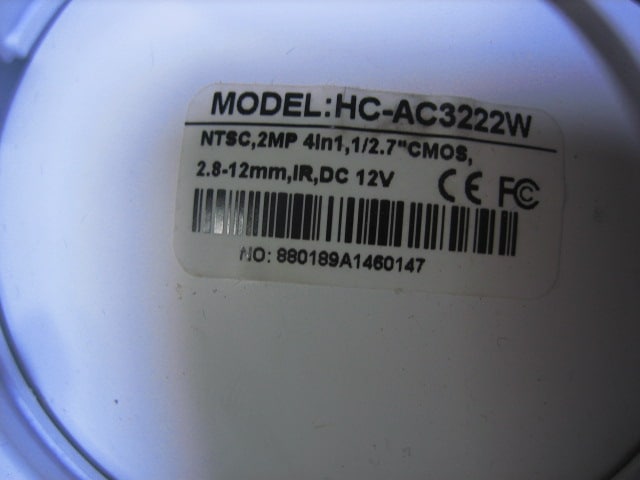 MODEL:HC-AC3222W
NTSC,2MP 4in1,1/2.7"CMOS,
2.8-12mm,IR,DC 12V CE FC
NO: 880189A1460147